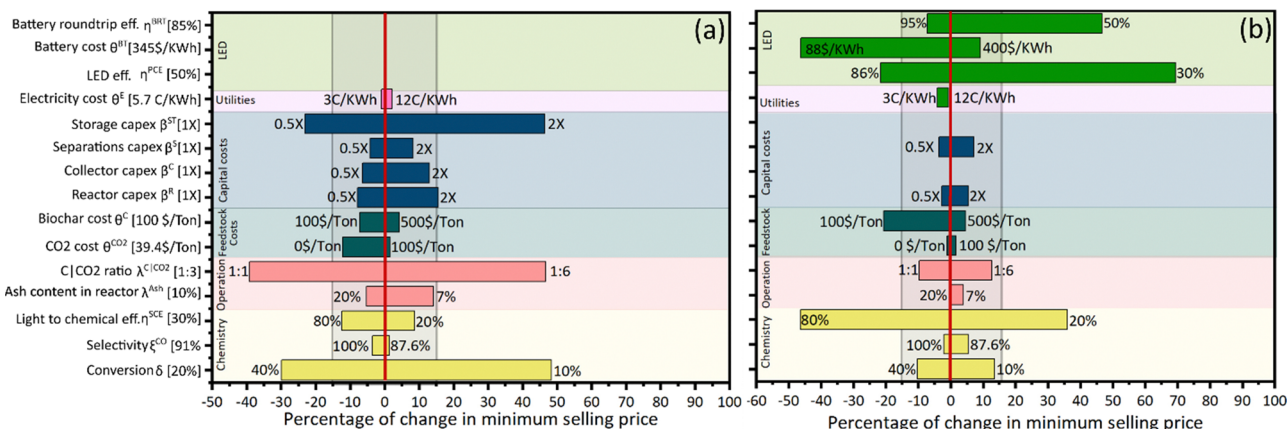 (a)
(b)
Battery roundtrip eff. η^BRT [85%]
Battery cost θ^BT [345$/KWh]
LED eff. η^PCE [50%]
Electricity cost θ^E [5.7 C/KWh]
Storage capex β^ST [1X]
Separations capex β^S [1X]
Collector capex β^C [1X]
Reactor capex β^R [1X]
Biochar cost θ^C [100 $/Ton]
CO2 cost θ^CO2 [39.4$/Ton]
C|CO2 ratio λ^C|CO2 [1:3]
Ash content in reactor λ^Ash [10%]
Light to chemical eff. η^SCE [30%]
Selectivity ξ^CO [91%
Conversion δ [20%]
LED
Utilities
Capital costs
Feedstock
Costs
Operation
Chemistry
3C/KWh 12C/KWh
0.5X 2X
0.5X 2X
0.5X 2X
0.5X 2X
100$/Ton 500$/Ton
0$/Ton 100$/Ton
1:1 1:6
20% 7%
80% 20%
100% 87.6%
40% 10%
-50 -40 -30 -20 -10 0 10 20 30 40 50 60 70 80 90 100
Percentage of change in minimum selling price
LED
Utilities
Capital costs
Feedstock
Costs
Operation
Chemistry
95% 50%
88$/KWh 400$/KWh
86% 30%
3C/KWh 12C/KWh
0.5X 2X
0.5X 2X
100$/Ton 500$/Ton
0 $/Ton 100 $/Ton
1:1 1:6
20% 7%
80% 20%
100% 87.6%
40% 10%
-60 -50 -40 -30 -20 -10 0 10 20 30 40 50 60 70 80 90 100
Percentage of change in minimum selling price